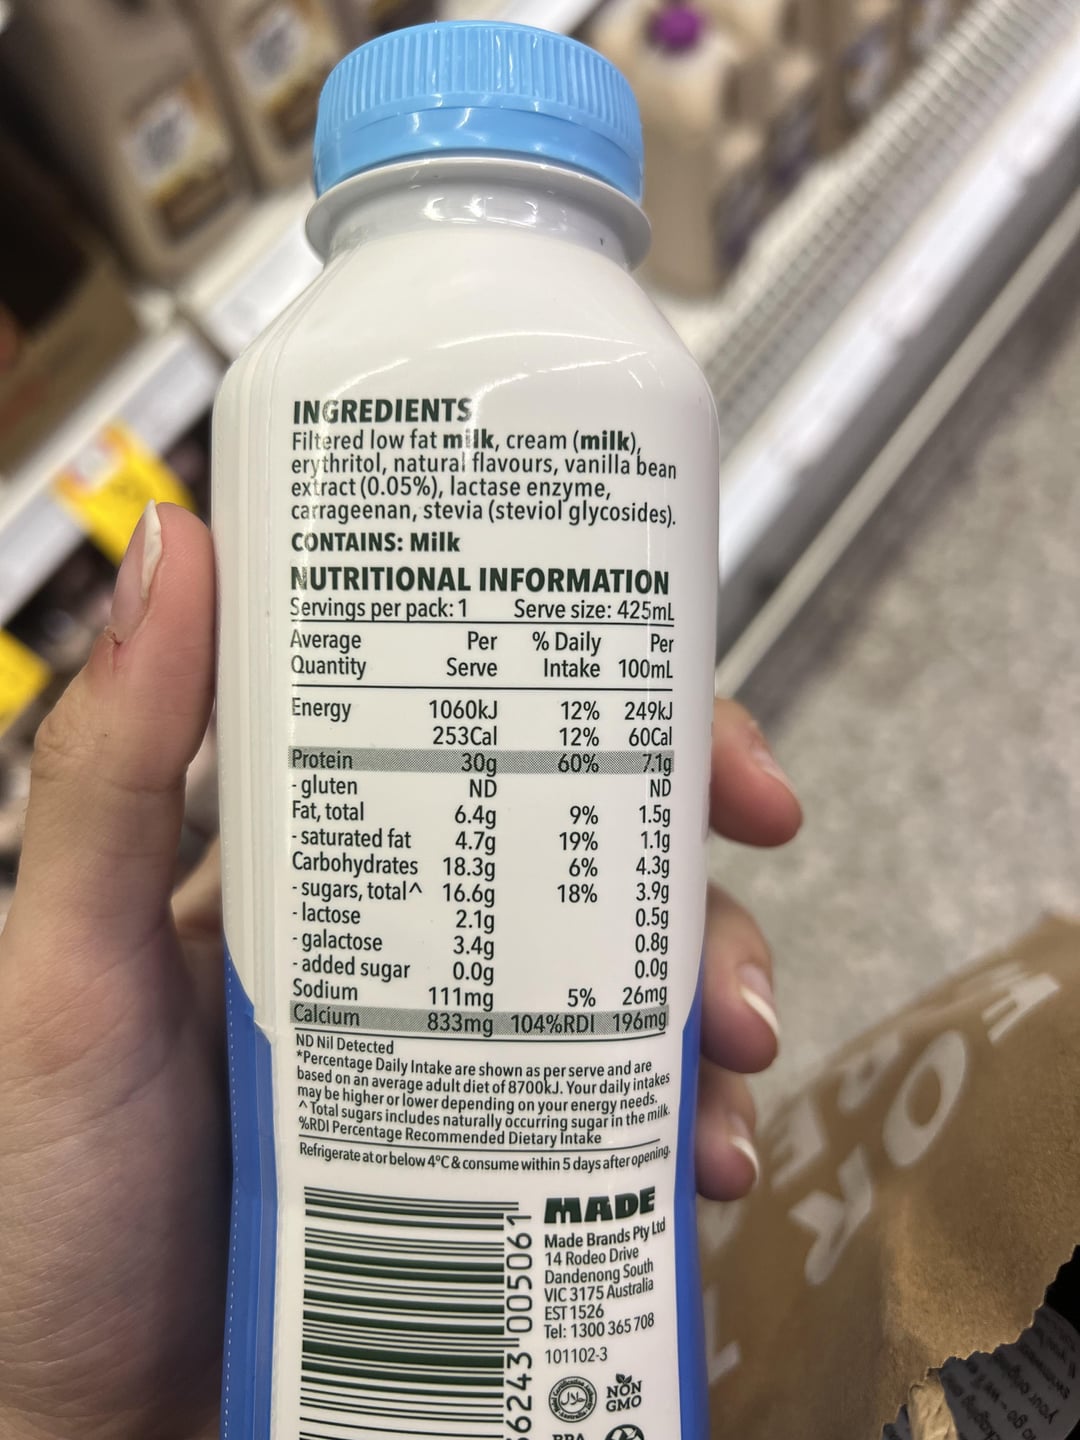 INGREDIENTS
Filtered low fat milk, cream (milk),
erythritol, natural flavours, vanilla bean
extract (0.05%), lactase enzyme,
carrageenan, stevia (steviol glycosides).
CONTAINS: Milk
NUTRITIONAL INFORMATION
Servings per pack: 1 Serve size: 425mL
Average Per % Daily Per
Quantity Serve Intake 100mL
Energy 1060kJ 12% 249kJ
253Cal 12% 60Cal
Protein 30g 60% 7.1g
- gluten ND ND
Fat, total 6.4g 9% 1.5g
- saturated fat 4.7g 19% 1.1g
Carbohydrates 18.3g 6% 4.3g
- sugars, total^ 16.6g 18% 3.9g
- lactose 2.1g 0.5g
- galactose 3.4g 0.8g
- added sugar 0.0g 0.0g
Sodium 111mg 5% 26mg
Calcium 833mg 104%RDI 196mg
ND Nil Detected
*Percentage Daily Intake are shown as per serve and are
based on an average adult diet of 8700kJ. Your daily intakes
may be higher or lower depending on your energy needs.
^ Total sugars includes naturally occurring sugar in the milk.
%RDI Percentage Recommended Dietary Intake
Refrigerate at or below 4°C & consume within 5 days after opening.
MADE
Made Brands Pty Ltd
14 Rodeo Drive
Dandenong South
VIC 3175 Australia
EST 1526
Tel: 1300 365 708
101102-3
NON
GMO
BPA
56243 005061
FOR